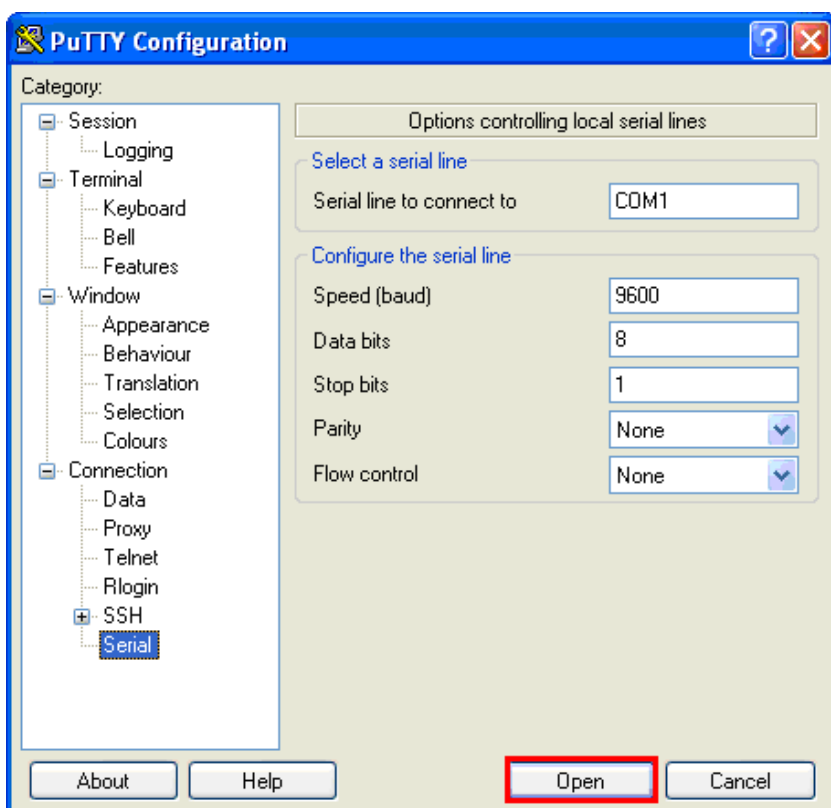 PuTTY Configuration
Category:
Session
Logging
Terminal
Keyboard
Bell
Features
Window
Appearance
Behaviour
Translation
Selection
Colours
Connection
Data
Proxy
Telnet
Rlogin
SSH
Serial
Options controlling local serial lines
Select a serial line
Serial line to connect to COM1
Configure the serial line
Speed (baud) 9600
Data bits 8
Stop bits 1
Parity None
Flow control None
About Help Open Cancel